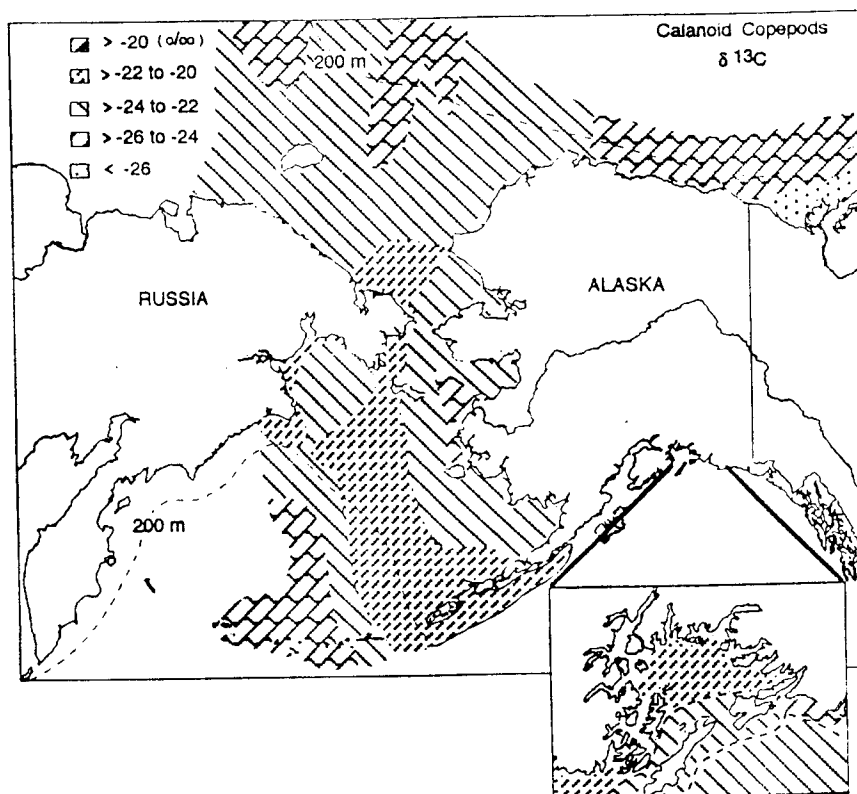 Calanoid Copepods
δ 13C
> -20 (o/oo)
> -22 to -20
> -24 to -22
> -26 to -24
< -26
200 m
RUSSIA
ALASKA
200 m